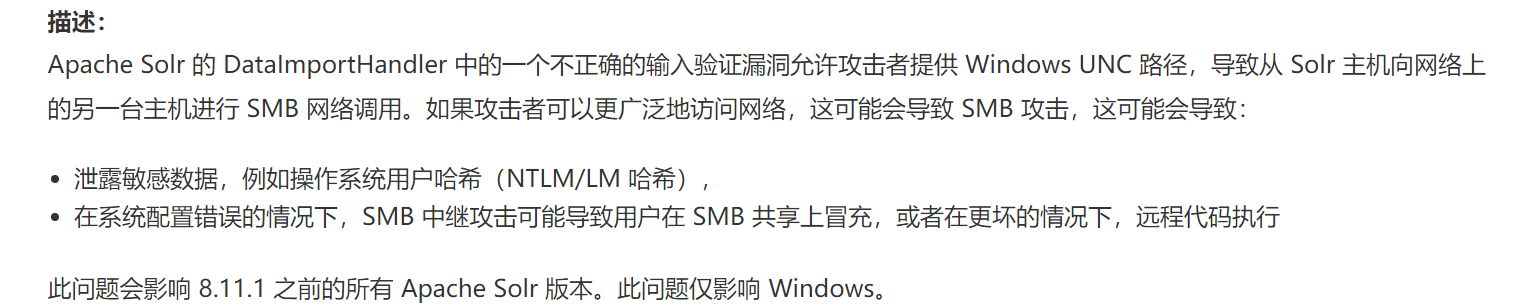 描述：
Apache Solr 的 DataImportHandler 中的一个不正确的输入验证漏洞允许攻击者提供 Windows UNC 路径，导致从 Solr 主机向网络上
的另一台主机进行 SMB 网络调用。如果攻击者可以更广泛地访问网络，这可能会导致 SMB 攻击，这可能会导致：
• 泄露敏感数据，例如操作系统用户哈希（NTLM/LM 哈希），
• 在系统配置错误的情况下，SMB 中继攻击可能导致用户在 SMB 共享上冒充，或者在更坏的情况下，远程代码执行
此问题会影响 8.11.1 之前的所有 Apache Solr 版本。此问题仅影响 Windows。